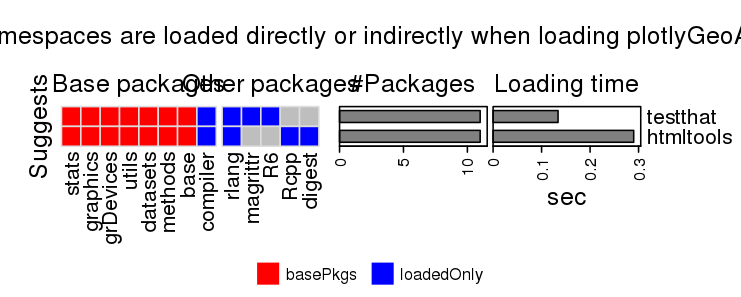 mespaces are loaded directly or indirectly when loading plotlyGeoA
Base packages
Other packages
#Packages
Loading time
Suggests
testthat
htmltools
stats
graphics
grDevices
utils
datasets
methods
base
compiler
rlang
magrittr
R6
Rcpp
digest
0
5
10
0
0.1
0.2
0.3
sec
basePkgs
loadedOnly